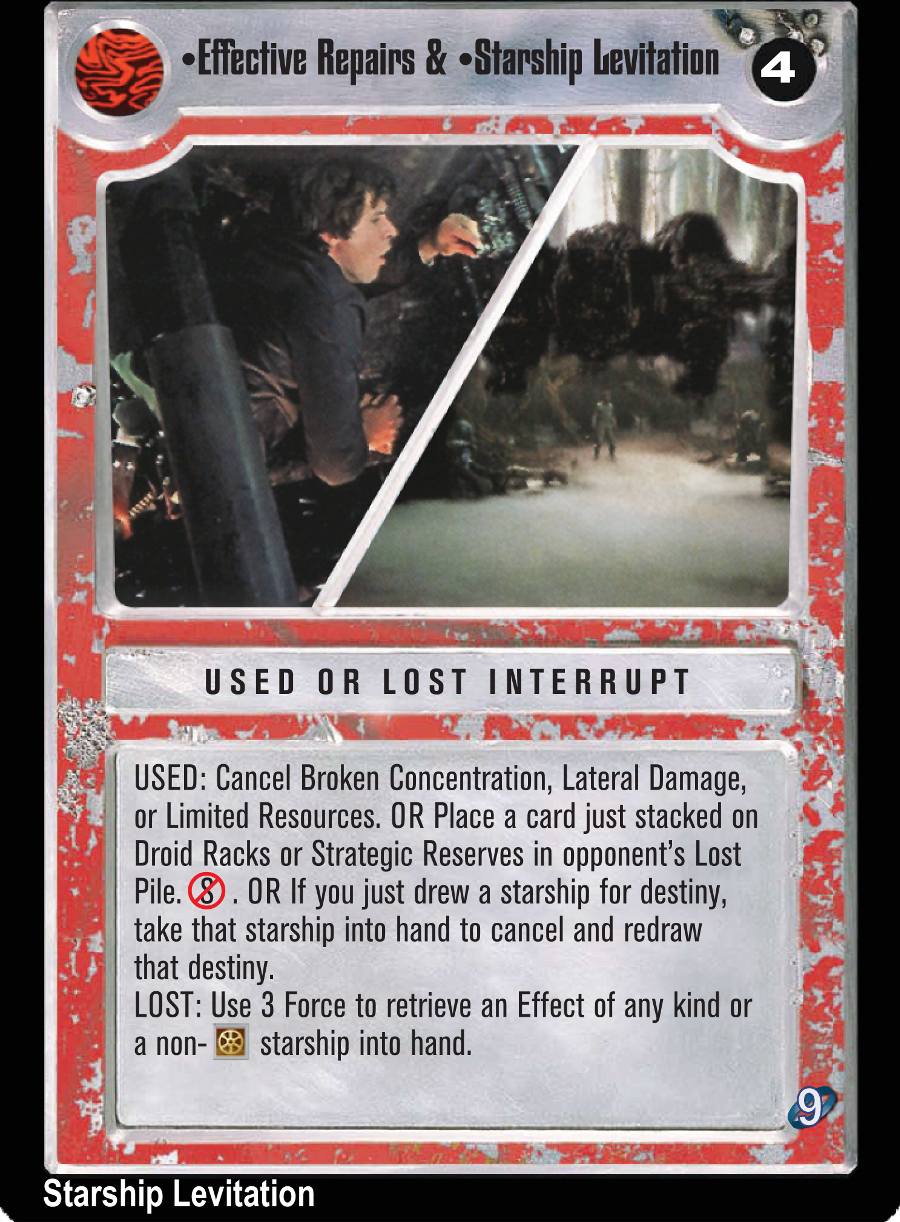 •Effective Repairs & •Starship Levitation
4
USED OR LOST INTERRUPT
USED: Cancel Broken Concentration, Lateral Damage,
or Limited Resources. OR Place a card just stacked on
Droid Racks or Strategic Reserves in opponent's Lost
Pile. 8 . OR If you just drew a starship for destiny,
take that starship into hand to cancel and redraw
that destiny.
LOST: Use 3 Force to retrieve an Effect of any kind or
a non- starship into hand.
9
Starship Levitation